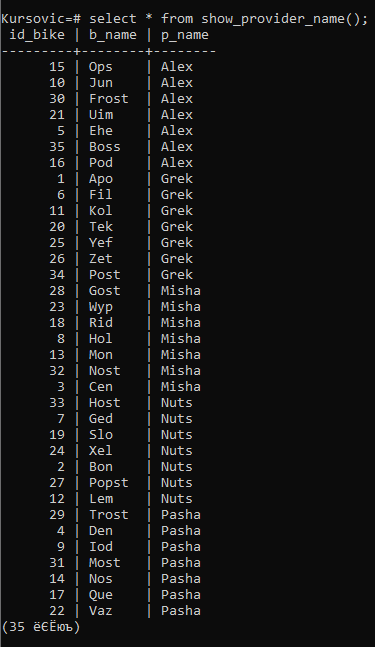 Kursovic=# select * from show_provider_name();
 id_bike | b_name | p_name
---------+--------+--------
      15 | Ops    | Alex
      10 | Jun    | Alex
      30 | Frost  | Alex
      21 | Uim    | Alex
       5 | Ehe    | Alex
      35 | Boss   | Alex
      16 | Pod    | Alex
       1 | Apo    | Grek
       6 | Fil    | Grek
      11 | Kol    | Grek
      20 | Tek    | Grek
      25 | Yef    | Grek
      26 | Zet    | Grek
      34 | Post   | Grek
      28 | Gost   | Misha
      23 | Wyp    | Misha
      18 | Rid    | Misha
       8 | Hol    | Misha
      13 | Mon    | Misha
      32 | Nost   | Misha
       3 | Cen    | Misha
      33 | Host   | Nuts
       7 | Ged    | Nuts
      19 | Slo    | Nuts
      24 | Xel    | Nuts
       2 | Bon    | Nuts
      27 | Popst  | Nuts
      12 | Lem    | Nuts
      29 | Trost  | Pasha
       4 | Den    | Pasha
       9 | Iod    | Pasha
      31 | Most   | Pasha
      14 | Nos    | Pasha
      17 | Que    | Pasha
      22 | Vaz    | Pasha
(35 ёЄЁюъ)